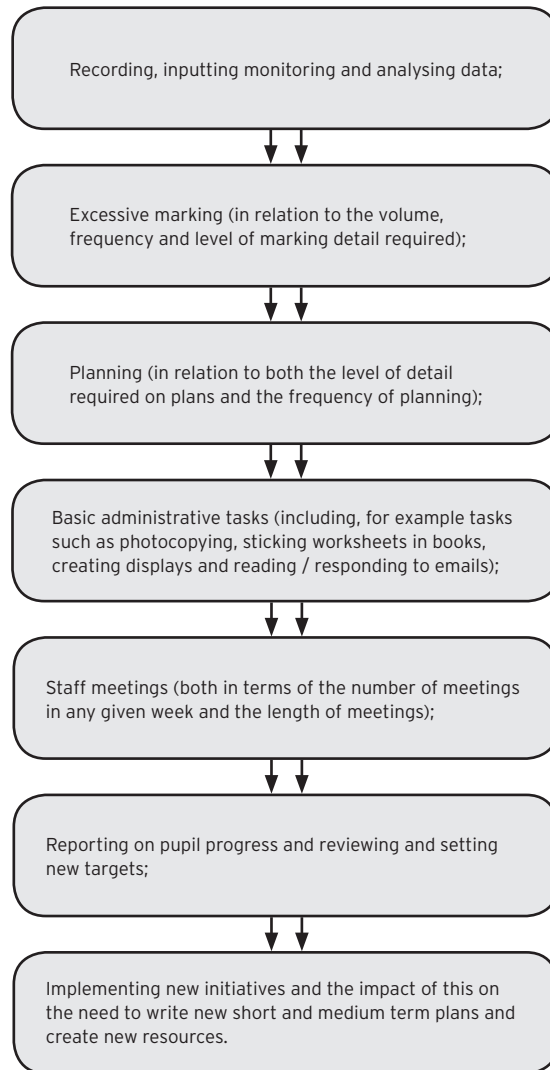 Recording, inputting monitoring and analysing data;
Excessive marking (in relation to the volume,
frequency and level of marking detail required);
Planning (in relation to both the level of detail
required on plans and the frequency of planning);
Basic administrative tasks (including, for example tasks
such as photocopying, sticking worksheets in books,
creating displays and reading / responding to emails);
Staff meetings (both in terms of the number of meetings
in any given week and the length of meetings);
Reporting on pupil progress and reviewing and setting
new targets;
Implementing new initiatives and the impact of this on
the need to write new short and medium term plans and
create new resources.